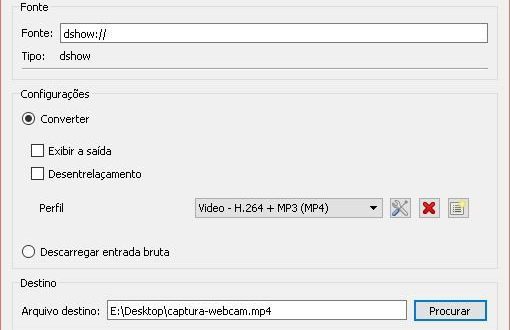 Fonte
Fonte: dshow://
Tipo: dshow
Configurações
Converter
Exibir a saída
Desentrelaçamento
Perfil Video - H.264 + MP3 (MP4)
Descarregar entrada bruta
Destino
Arquivo destino: E:\Desktop\captura-webcam.mp4 Procurar